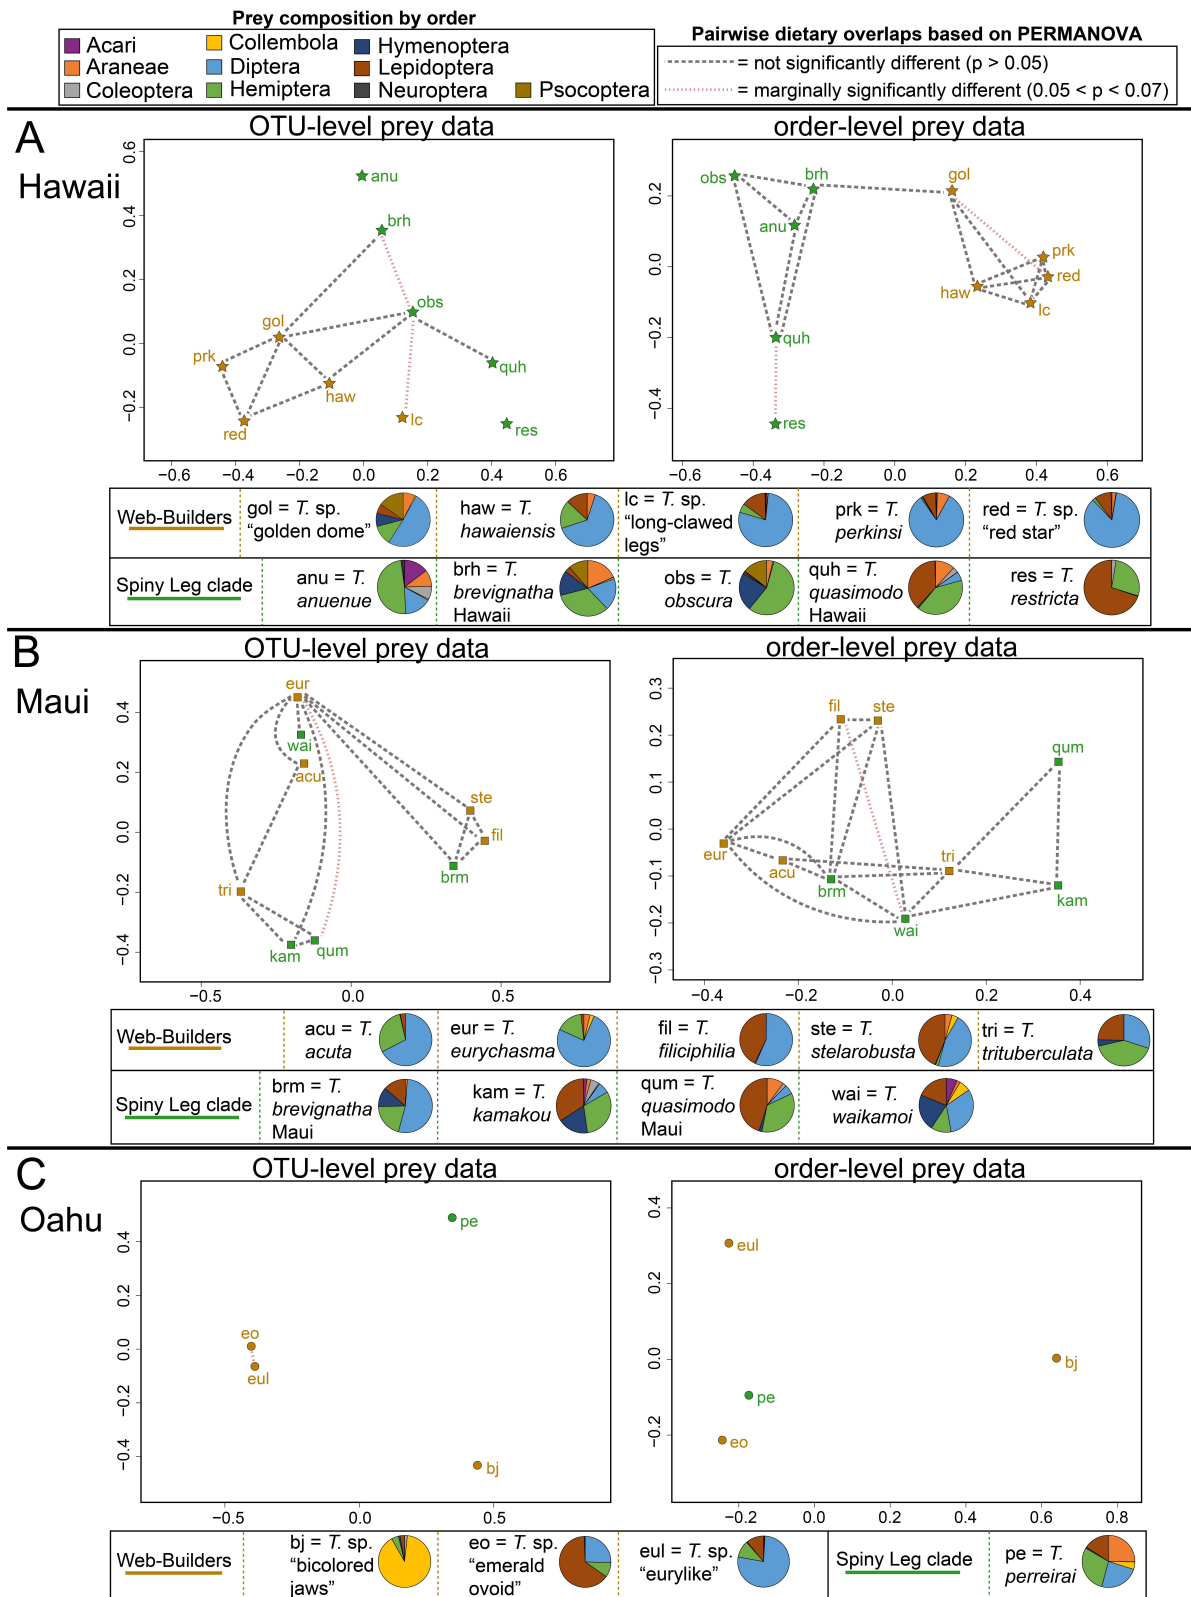 Prey composition by order
Acari
Collembola
Hymenoptera
Araneae
Diptera
Lepidoptera
Coleoptera
Hemiptera
Neuroptera
Psocoptera
Pairwise dietary overlaps based on PERMANOVA
= not significantly different (p > 0.05)
= marginally significantly different (0.05 < p < 0.07)
A
Hawaii
OTU-level prey data
0.6
0.4
0.2
0.0
−0.2
−0.6
−0.4
−0.2
0.0
0.2
0.4
0.6
anu
brh
obs
gol
prk
quh
haw
red
lc
res
order-level prey data
0.2
0.0
−0.2
−0.4
−0.6
−0.4
−0.2
0.0
0.2
0.4
0.6
obs
brh
gol
anu
prk
red
haw
lc
quh
res
Web-Builders
gol = T. sp.
“golden dome”
haw = T.
hawaiensis
lc = T. sp.
“long-clawed
legs”
prk = T.
perkinsi
red = T. sp.
“red star”
Spiny Leg clade
anu = T.
anuenue
brh = T.
brevignatha
Hawaii
obs = T.
obscura
quh = T.
quasimodo
Hawaii
res = T.
restricta
B
Maui
OTU-level prey data
0.4
0.2
0.0
−0.2
−0.4
−0.5
0.0
0.5
eur
wai
acu
ste
fil
brm
tri
kam
qum
order-level prey data
0.3
0.2
0.1
0.0
−0.1
−0.2
−0.3
−0.4
−0.2
0.0
0.2
0.4
fil
ste
qum
eur
acu
brm
tri
kam
wai
Web-Builders
acu = T.
acuta
eur = T.
eurychasma
fil = T.
filiciphilia
ste = T.
stelarobusta
tri = T.
trituberculata
Spiny Leg clade
brm = T.
brevignatha
Maui
kam = T.
kamakou
qum = T.
quasimodo
Maui
wai = T.
waikamoi
C
Oahu
OTU-level prey data
0.4
0.2
0.0
−0.2
−0.4
−0.5
0.0
0.5
pe
eo
eul
bj
order-level prey data
0.4
0.2
0.0
−0.2
−0.2
0.0
0.2
0.4
0.6
0.8
eul
bj
pe
eo
Web-Builders
bj = T. sp.
“bicolored
jaws”
eo = T. sp.
“emerald
ovoid”
eul = T. sp.
“eurylike”
Spiny Leg clade
pe = T.
perreirai